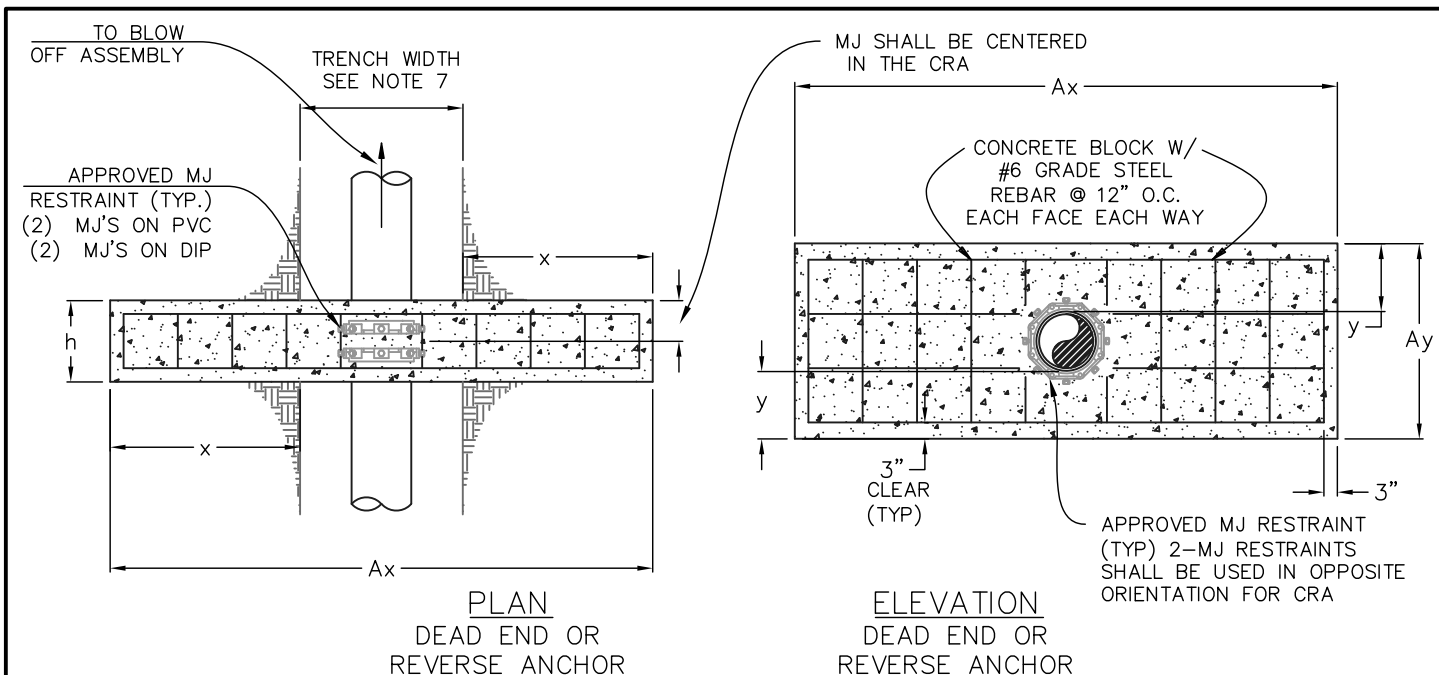 TO BLOW
OFF ASSEMBLY
TRENCH WIDTH
SEE NOTE 7
MJ SHALL BE CENTERED
IN THE CRA
APPROVED MJ
RESTRAINT (TYP.)
(2) MJ'S ON PVC
(2) MJ'S ON DIP
x
h
x
Ax
PLAN
DEAD END OR
REVERSE ANCHOR
Ax
CONCRETE BLOCK W/
#6 GRADE STEEL
REBAR @ 12" O.C.
EACH FACE EACH WAY
y
Ay
y
3"
CLEAR
(TYP)
3"
APPROVED MJ RESTRAINT
(TYP) 2-MJ RESTRAINTS
SHALL BE USED IN OPPOSITE
ORIENTATION FOR CRA
ELEVATION
DEAD END OR
REVERSE ANCHOR